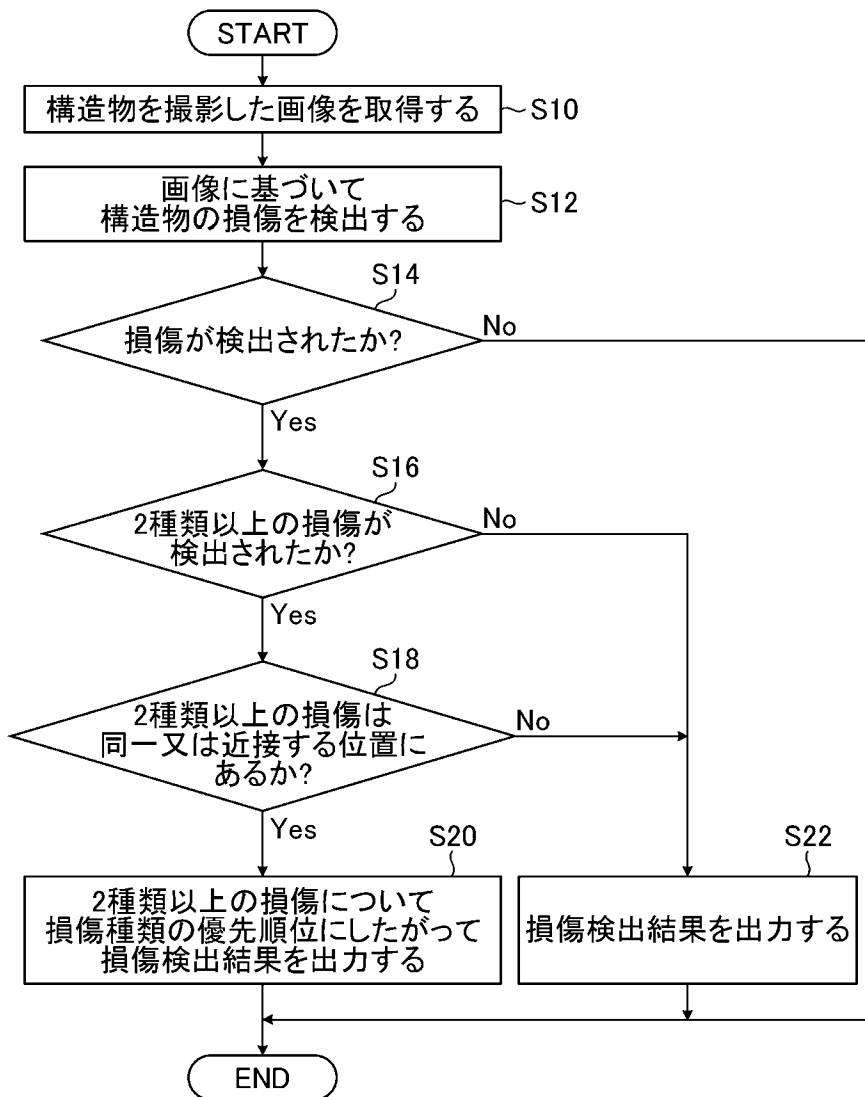 START
構造物を撮影した画像を取得する
S10
画像に基づいて
構造物の損傷を検出する
S12
S14
損傷が検出されたか?
No
Yes
S16
2種類以上の損傷が
検出されたか?
No
Yes
S18
2種類以上の損傷は
同一又は近接する位置に
あるか?
No
Yes
S20
2種類以上の損傷について
損傷種類の優先順位にしたがって
損傷検出結果を出力する
S22
損傷検出結果を出力する
END